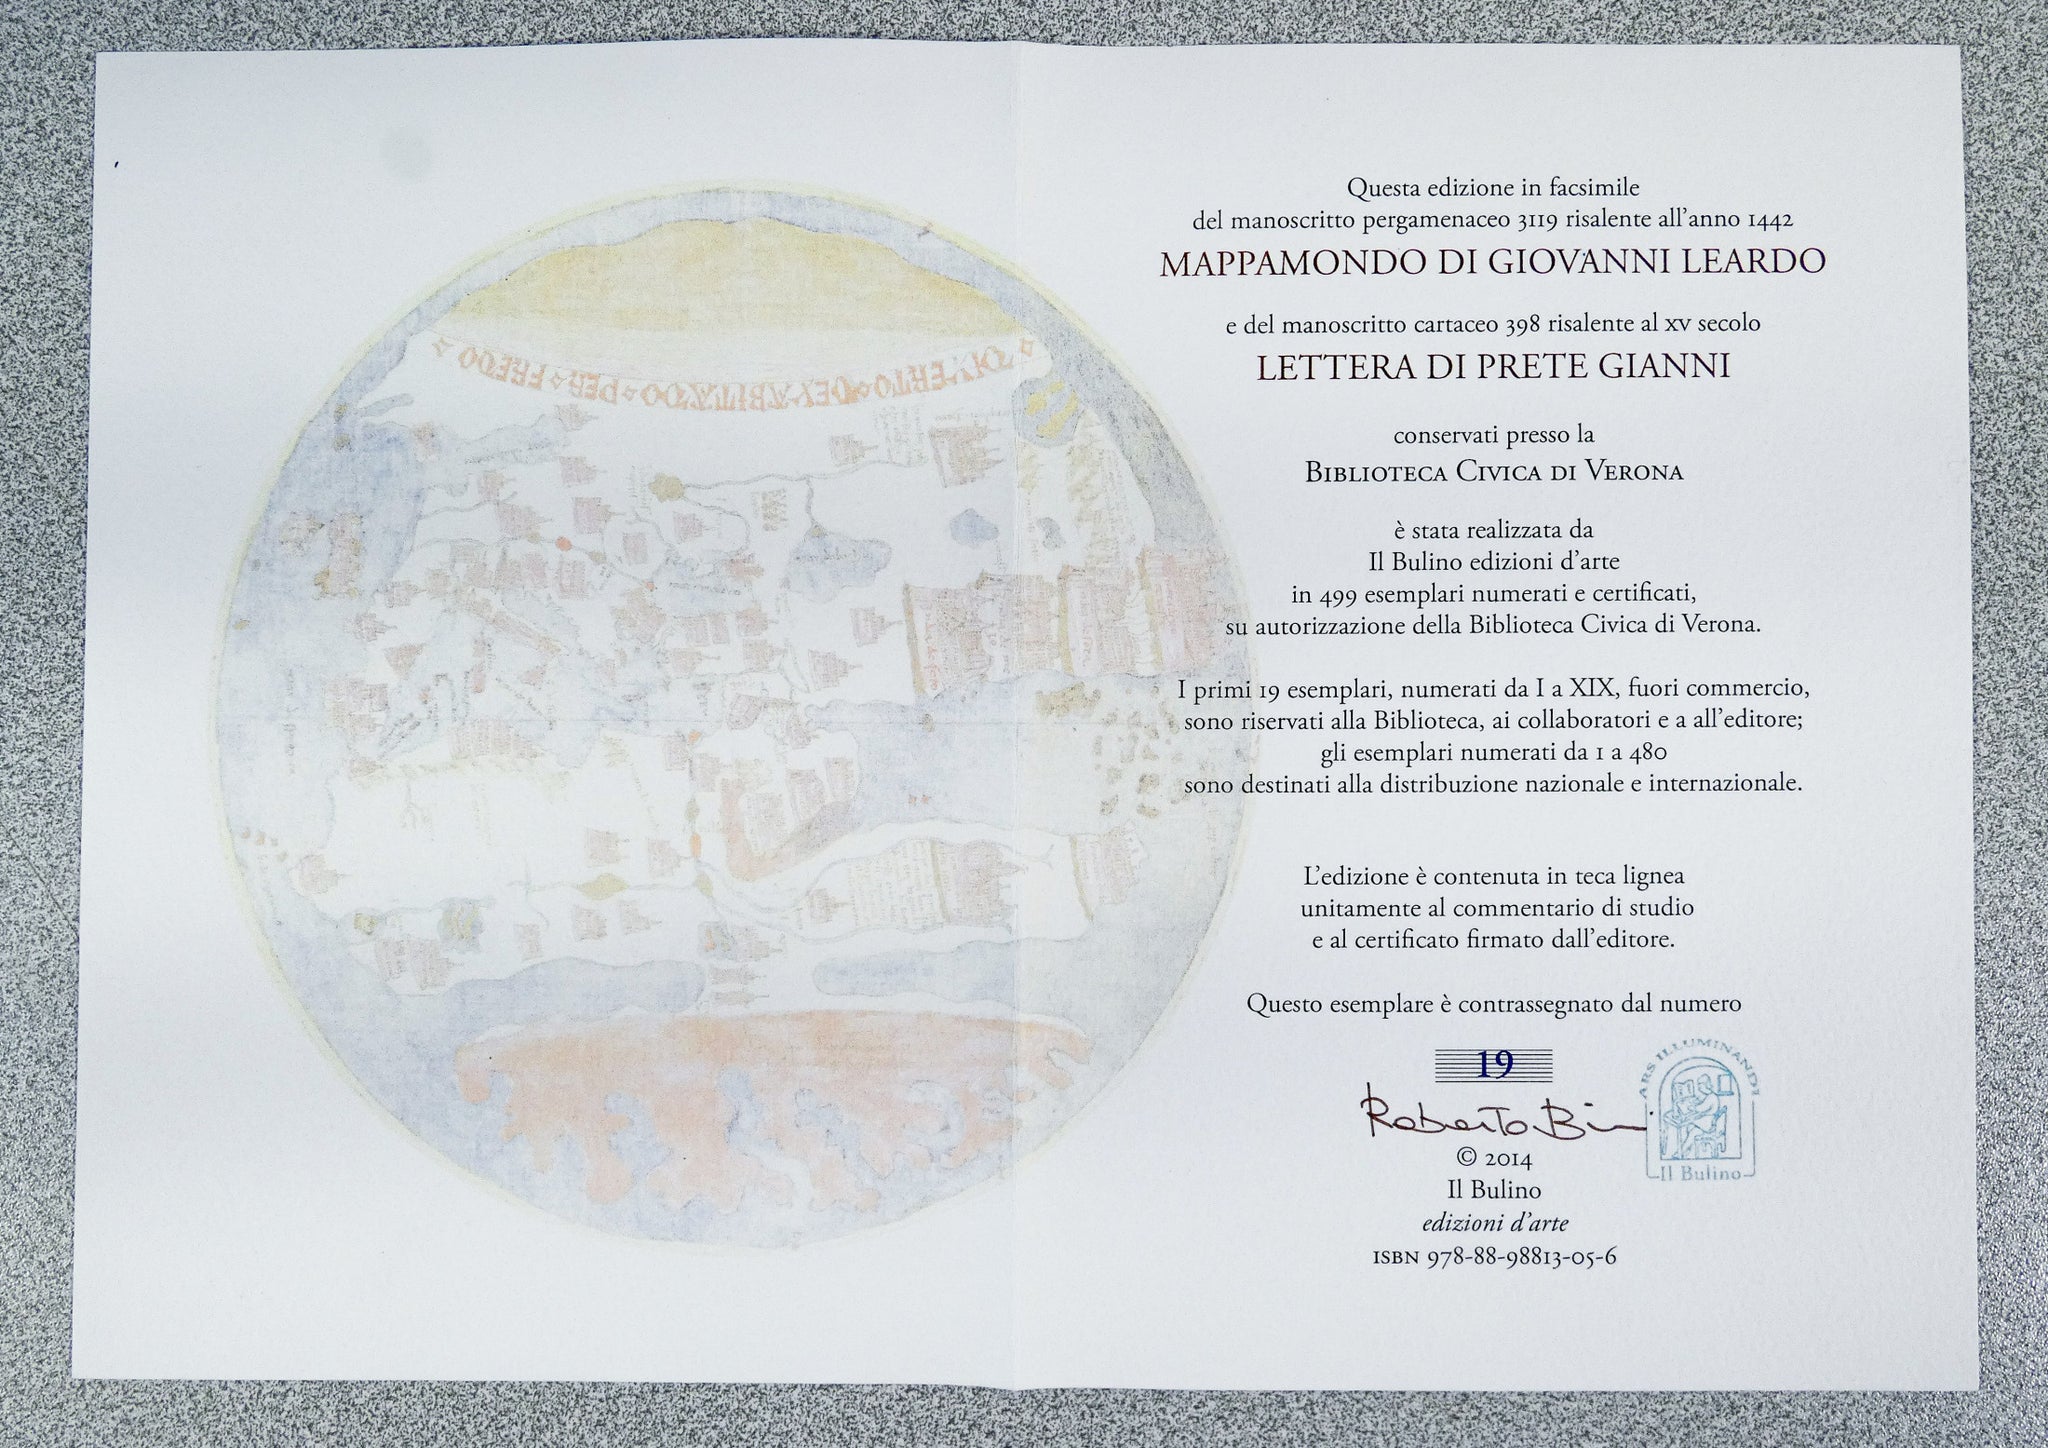 DIXERTO DEXABITADO PER FREDO
Questa edizione in facsimile
del manoscritto pergamenaceo 3119 risalente all'anno 1442
MAPPAMONDO DI GIOVANNI LEARDO
e del manoscritto cartaceo 398 risalente al XV secolo
LETTERA DI PRETE GIANNI
conservati presso la
BIBLIOTECA CIVICA DI VERONA
è stata realizzata da
Il Bulino edizioni d'arte
in 499 esemplari numerati e certificati,
su autorizzazione della Biblioteca Civica di Verona.
I primi 19 esemplari, numerati da I a XIX, fuori commercio,
sono riservati alla Biblioteca, ai collaboratori e a all'editore;
gli esemplari numerati da 1 a 480
sono destinati alla distribuzione nazionale e internazionale.
L'edizione è contenuta in teca lignea
unitamente al commentario di studio
e al certificato firmato dall'editore.
Questo esemplare è contrassegnato dal numero
19
Roberto Bini
ARS ILLUMINANDI
Il Bulino
© 2014
Il Bulino
edizioni d'arte
ISBN 978-88-98813-05-6